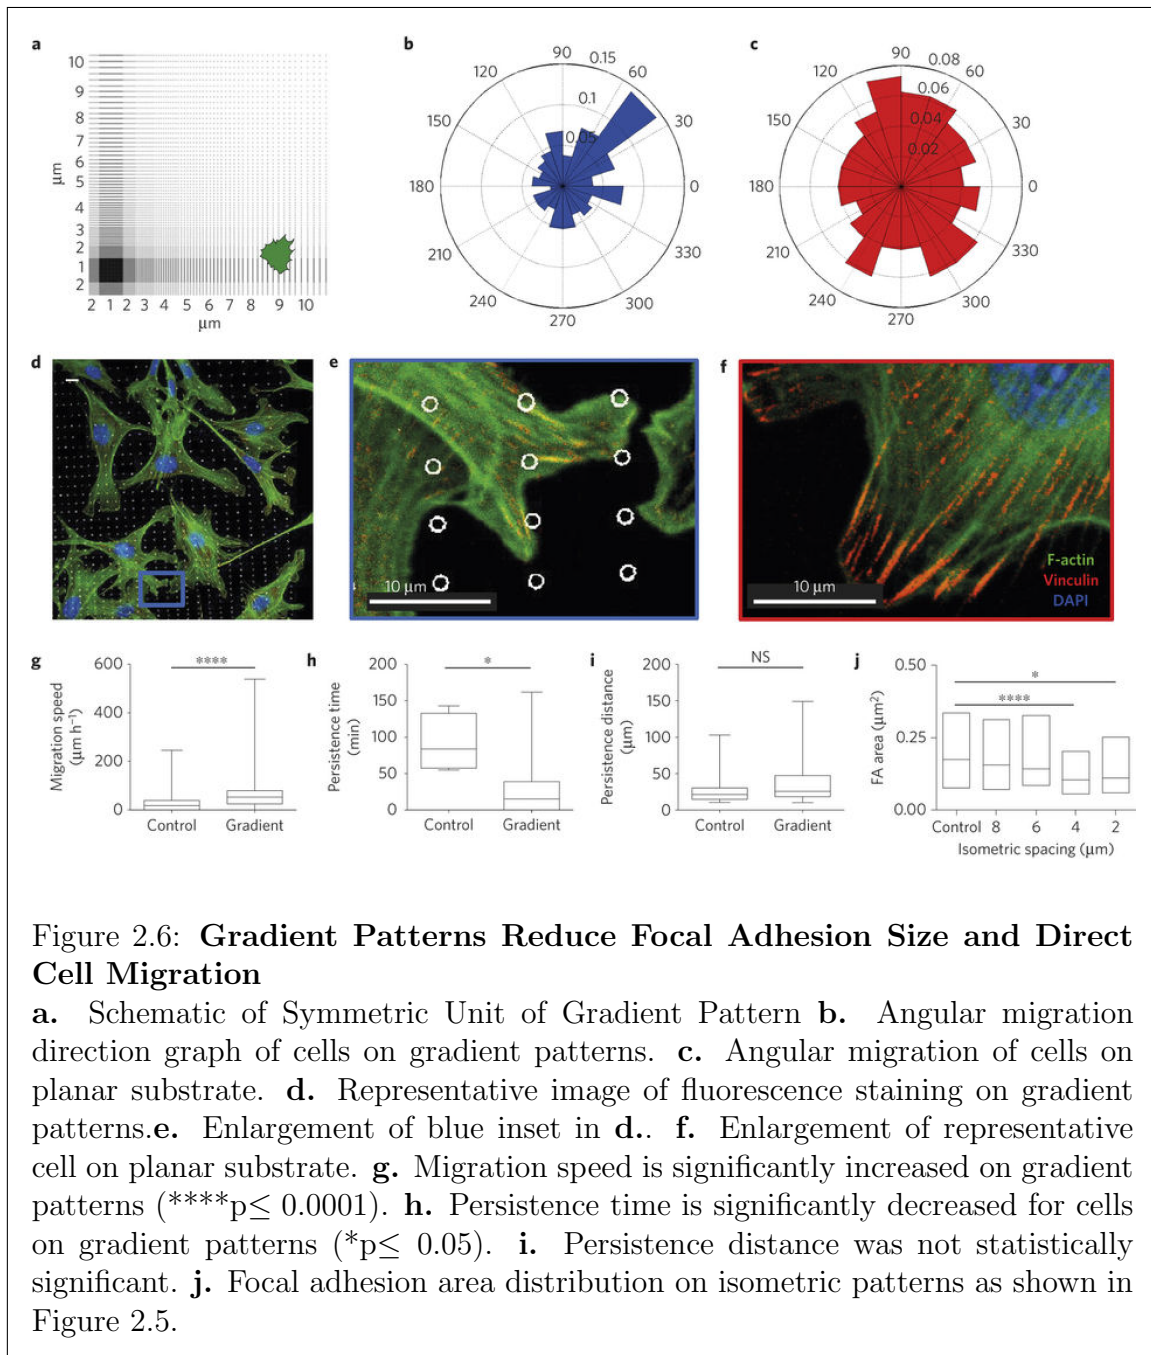 a
10
9
8
7
6
5
4
3
2
1
2
μm
2 1 2 3 4 5 6 7 8 9 10
μm
b
90
0.15
120
60
0.1
150
0.05
30
180
0
210
330
240
300
270
c
90
0.08
120
60
0.06
150
0.04
30
0.02
180
0
210
330
240
300
270
d
e
10 μm
f
F-actin
Vinculin
DAPI
10 μm
g
600
400
200
0
Migration speed
(μm h⁻¹)
****
Control Gradient
h
200
150
100
50
0
Persistence time
(min)
*
Control Gradient
i
200
150
100
50
0
Persistence distance
(μm)
NS
Control Gradient
j
0.50
0.25
0.00
FA area (μm²)
*
****
Control 8 6 4 2
Isometric spacing (μm)
Figure 2.6: Gradient Patterns Reduce Focal Adhesion Size and Direct
Cell Migration
a. Schematic of Symmetric Unit of Gradient Pattern b. Angular migration
direction graph of cells on gradient patterns. c. Angular migration of cells on
planar substrate. d. Representative image of fluorescence staining on gradient
patterns.e. Enlargement of blue inset in d.. f. Enlargement of representative
cell on planar substrate. g. Migration speed is significantly increased on gradient
patterns (****p≤ 0.0001). h. Persistence time is significantly decreased for cells
on gradient patterns (*p≤ 0.05). i. Persistence distance was not statistically
significant. j. Focal adhesion area distribution on isometric patterns as shown in
Figure 2.5.